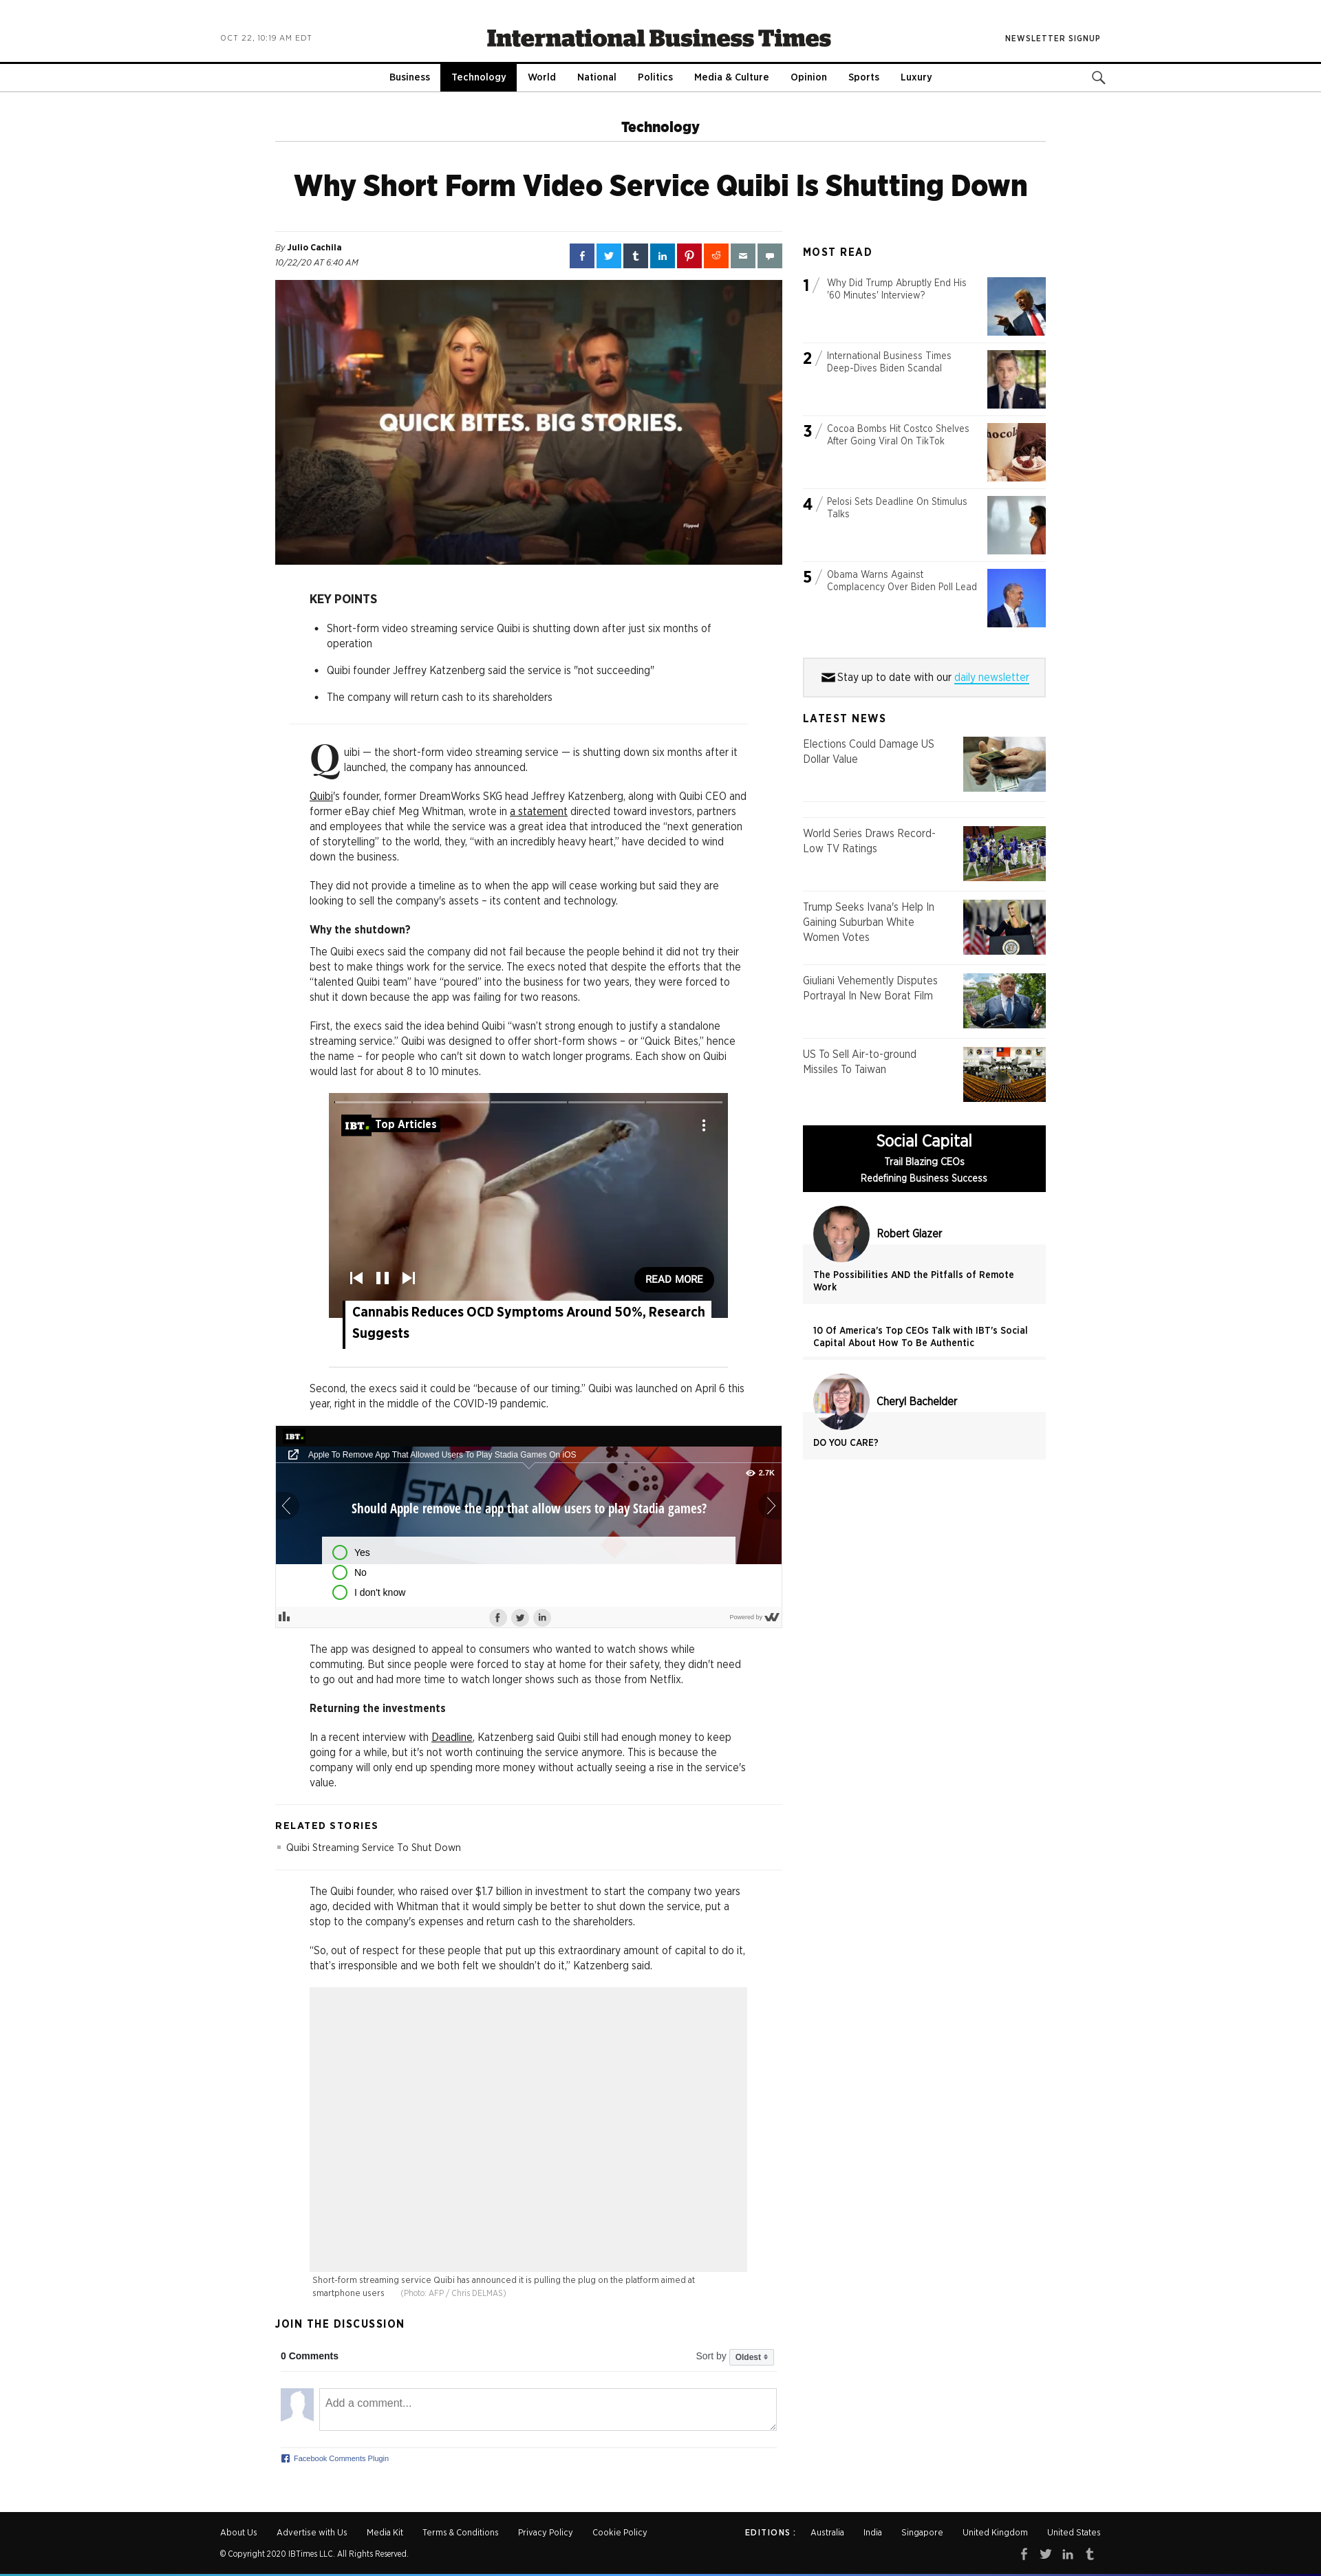 OCT 22, 10:19 AM EDT
International Business Times
NEWSLETTER SIGNUP
Business
Technology
World
National
Politics
Media & Culture
Opinion
Sports
Luxury
Technology
Why Short Form Video Service Quibi Is Shutting Down
By Julio Cachila
10/22/20 AT 6:40 AM
QUICK BITES. BIG STORIES.
Flipped
KEY POINTS
Short-form video streaming service Quibi is shutting down after just six months of
operation
Quibi founder Jeffrey Katzenberg said the service is "not succeeding"
The company will return cash to its shareholders
Quibi — the short-form video streaming service — is shutting down six months after it
launched, the company has announced.
Quibi's founder, former DreamWorks SKG head Jeffrey Katzenberg, along with Quibi CEO and
former eBay chief Meg Whitman, wrote in a statement directed toward investors, partners
and employees that while the service was a great idea that introduced the “next generation
of storytelling” to the world, they, “with an incredibly heavy heart,” have decided to wind
down the business.
They did not provide a timeline as to when the app will cease working but said they are
looking to sell the company's assets – its content and technology.
Why the shutdown?
The Quibi execs said the company did not fail because the people behind it did not try their
best to make things work for the service. The execs noted that despite the efforts that the
“talented Quibi team” have “poured” into the business for two years, they were forced to
shut it down because the app was failing for two reasons.
First, the execs said the idea behind Quibi “wasn’t strong enough to justify a standalone
streaming service.” Quibi was designed to offer short-form shows – or “Quick Bites,” hence
the name – for people who can't sit down to watch longer programs. Each show on Quibi
would last for about 8 to 10 minutes.
IBT.
Top Articles
READ MORE
Cannabis Reduces OCD Symptoms Around 50%, Research
Suggests
Second, the execs said it could be “because of our timing.” Quibi was launched on April 6 this
year, right in the middle of the COVID-19 pandemic.
IBT.
Apple To Remove App That Allowed Users To Play Stadia Games On iOS
2.7K
STADIA
Should Apple remove the app that allow users to play Stadia games?
Yes
No
I don't know
Powered by
The app was designed to appeal to consumers who wanted to watch shows while
commuting. But since people were forced to stay at home for their safety, they didn't need
to go out and had more time to watch longer shows such as those from Netflix.
Returning the investments
In a recent interview with Deadline, Katzenberg said Quibi still had enough money to keep
going for a while, but it's not worth continuing the service anymore. This is because the
company will only end up spending more money without actually seeing a rise in the service's
value.
RELATED STORIES
Quibi Streaming Service To Shut Down
The Quibi founder, who raised over $1.7 billion in investment to start the company two years
ago, decided with Whitman that it would simply be better to shut down the service, put a
stop to the company's expenses and return cash to the shareholders.
“So, out of respect for these people that put up this extraordinary amount of capital to do it,
that’s irresponsible and we both felt we shouldn’t do it,” Katzenberg said.
Short-form streaming service Quibi has announced it is pulling the plug on the platform aimed at
smartphone users (Photo: AFP / Chris DELMAS)
JOIN THE DISCUSSION
0 Comments
Sort by Oldest
Add a comment...
Facebook Comments Plugin
MOST READ
1 / Why Did Trump Abruptly End His
'60 Minutes' Interview?
2 / International Business Times
Deep-Dives Biden Scandal
3 / Cocoa Bombs Hit Costco Shelves
After Going Viral On TikTok
4 / Pelosi Sets Deadline On Stimulus
Talks
5 / Obama Warns Against
Complacency Over Biden Poll Lead
Stay up to date with our daily newsletter
LATEST NEWS
Elections Could Damage US
Dollar Value
World Series Draws Record-
Low TV Ratings
Trump Seeks Ivana's Help In
Gaining Suburban White
Women Votes
Giuliani Vehemently Disputes
Portrayal In New Borat Film
US To Sell Air-to-ground
Missiles To Taiwan
Social Capital
Trail Blazing CEOs
Redefining Business Success
Robert Glazer
The Possibilities AND the Pitfalls of Remote
Work
10 Of America's Top CEOs Talk with IBT's Social
Capital About How To Be Authentic
Cheryl Bachelder
DO YOU CARE?
About Us
Advertise with Us
Media Kit
Terms & Conditions
Privacy Policy
Cookie Policy
EDITIONS :
Australia
India
Singapore
United Kingdom
United States
© Copyright 2020 IBTimes LLC. All Rights Reserved.